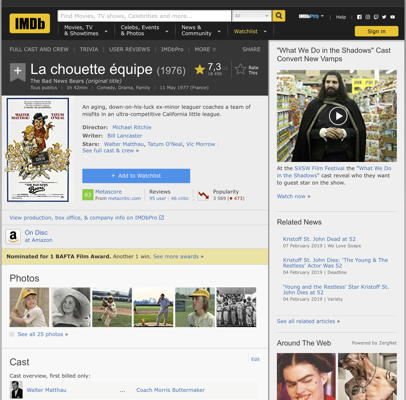 IMDb
Find Movies, TV shows, Celebrities and more...
All
IMDbPro
Help
Movies, TV
& Showtimes
Celebs, Events
& Photos
News &
Community
Watchlist
Sign in
FULL CAST AND CREW | TRIVIA | USER REVIEWS | IMDbPro | MORE
SHARE
La chouette équipe (1976)
The Bad News Bears (original title)
Tous publics | 1h 42min | Comedy, Drama, Family | 11 May 1977 (France)
7,3
Rate
This
An aging, down-on-his-luck ex-minor leaguer coaches a team of
misfits in an ultra-competitive California little league.
Director: Michael Ritchie
Writer: Bill Lancaster
Stars: Walter Matthau, Tatum O'Neal, Vic Morrow |
See full cast & crew »
+ Add to Watchlist
Metascore
From metacritic.com
Reviews
95 user | 46 critic
Popularity
3 569 (473)
View production, box office, & company info on IMDbPro
On Disc
at Amazon
Nominated for 1 BAFTA Film Award. Another 1 win. See more awards »
Photos
See all 25 photos »
Cast
Edit
Cast overview, first billed only:
Walter Matthau ... Coach Morris Buttermaker
"What We Do in the Shadows" Cast
Convert New Vamps
At the SXSW Film Festival the "What We Do
in the Shadows" cast reveal who they want
to guest star on the show.
Watch now »
Related News
Kristoff St. John Dead at 52
07 February 2019 | We Love Soaps
Kristoff St. John Dies: 'The Young & The
Restless' Actor Was 52
04 February 2019 | Deadline
'Young and the Restless' Star Kristoff St.
John Dies at 52
04 February 2019 | Variety
See all related articles »
Around The Web
Powered by ZergNet